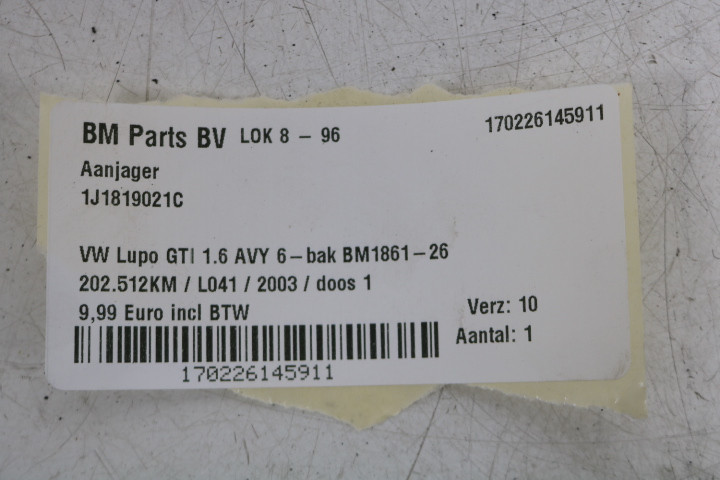 BM Parts BV LOK 8 - 96 170226145911
Aanjager
1J1819021C
VW Lupo GTI 1.6 AVY 6-bak BM1861-26
202.512KM / L041 / 2003 / doos 1
9,99 Euro incl BTW Verz: 10
Aantal: 1
170226145911